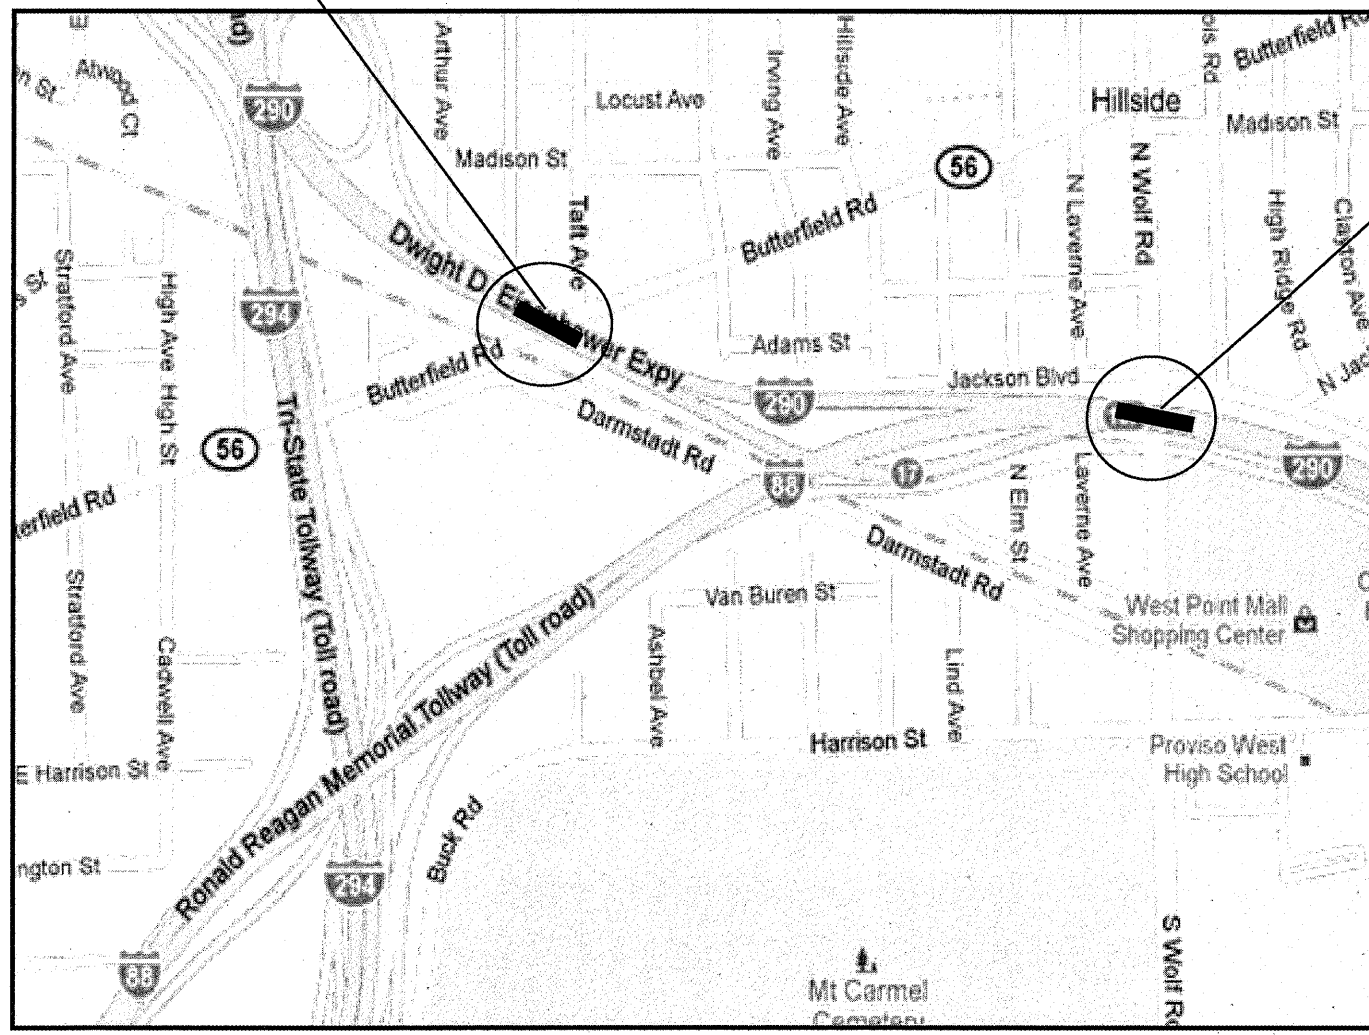 Atwood Ct
290
Arthur Ave
Locust Ave
Irving Ave
Hillside Ave
Butterfield Rd
Hillside
Madison St
Madison St
56
N Wolf Rd
N Laverne Ave
High Ridge Rd
Clayton Ave
Taft Ave
Butterfield Rd
Dwight D
Expy
Stratford Ave
High Ave
High St
294
Butterfield Rd
Adams St
Jackson Blvd
290
Darmstadt Rd
56
Tri-State Tollway (Toll road)
88
17
N Elm St
Laverne Ave
290
Darmstadt Rd
Stratford Ave
Cadwell Ave
Van Buren St
West Point Mall
Shopping Center
Ashbel Ave
Lind Ave
Ronald Reagan Memorial Tollway (Toll road)
Harrison St
Proviso West
High School
E Harrison St
Buck Rd
294
ngton St
S Wolf Rd
88
Mt Carmel
Cemetery